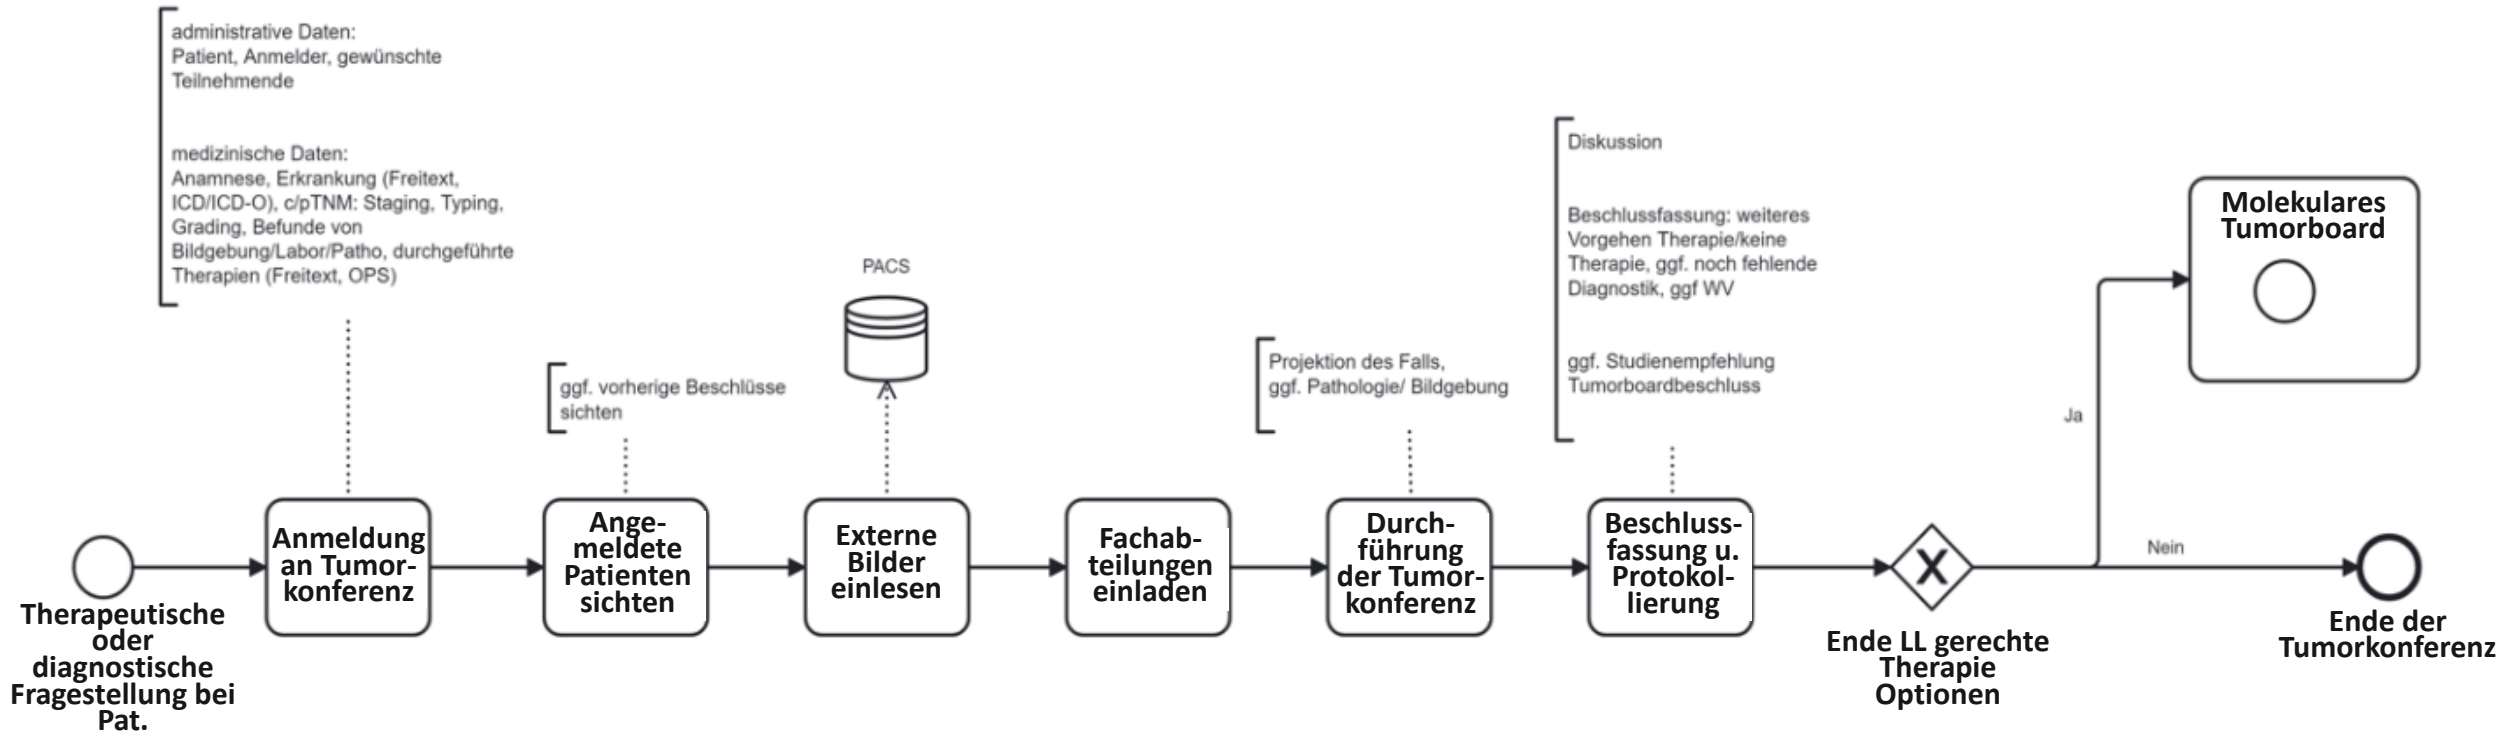 administrative Daten:
Patient, Anmelder, gewünschte
Teilnehmende
medizinische Daten:
Anamnese, Erkrankung (Freitext,
ICD/ICD-O), c/pTNM: Staging, Typing,
Grading, Befunde von
Bildgebung/Labor/Patho, durchgeführte
Therapien (Freitext, OPS)
ggf. vorherige Beschlüsse
sichten
PACS
Projektion des Falls,
ggf. Pathologie/ Bildgebung
Diskussion
Beschlussfassung: weiteres
Vorgehen Therapie/keine
Therapie, ggf. noch fehlende
Diagnostik, ggf WV
ggf. Studienempfehlung
Tumorboardbeschluss
Therapeutische
oder
diagnostische
Fragestellung bei
Pat.
Anmeldung
an Tumor-
konferenz
Ange-
meldete
Patienten
sichten
Externe
Bilder
einlesen
Fachab-
teilungen
einladen
Durch-
führung
der Tumor-
konferenz
Beschluss-
fassung u.
Protokol-
lierung
X
Ende LL gerechte
Therapie
Optionen
Ja
Molekulares
Tumorboard
Nein
Ende der
Tumorkonferenz